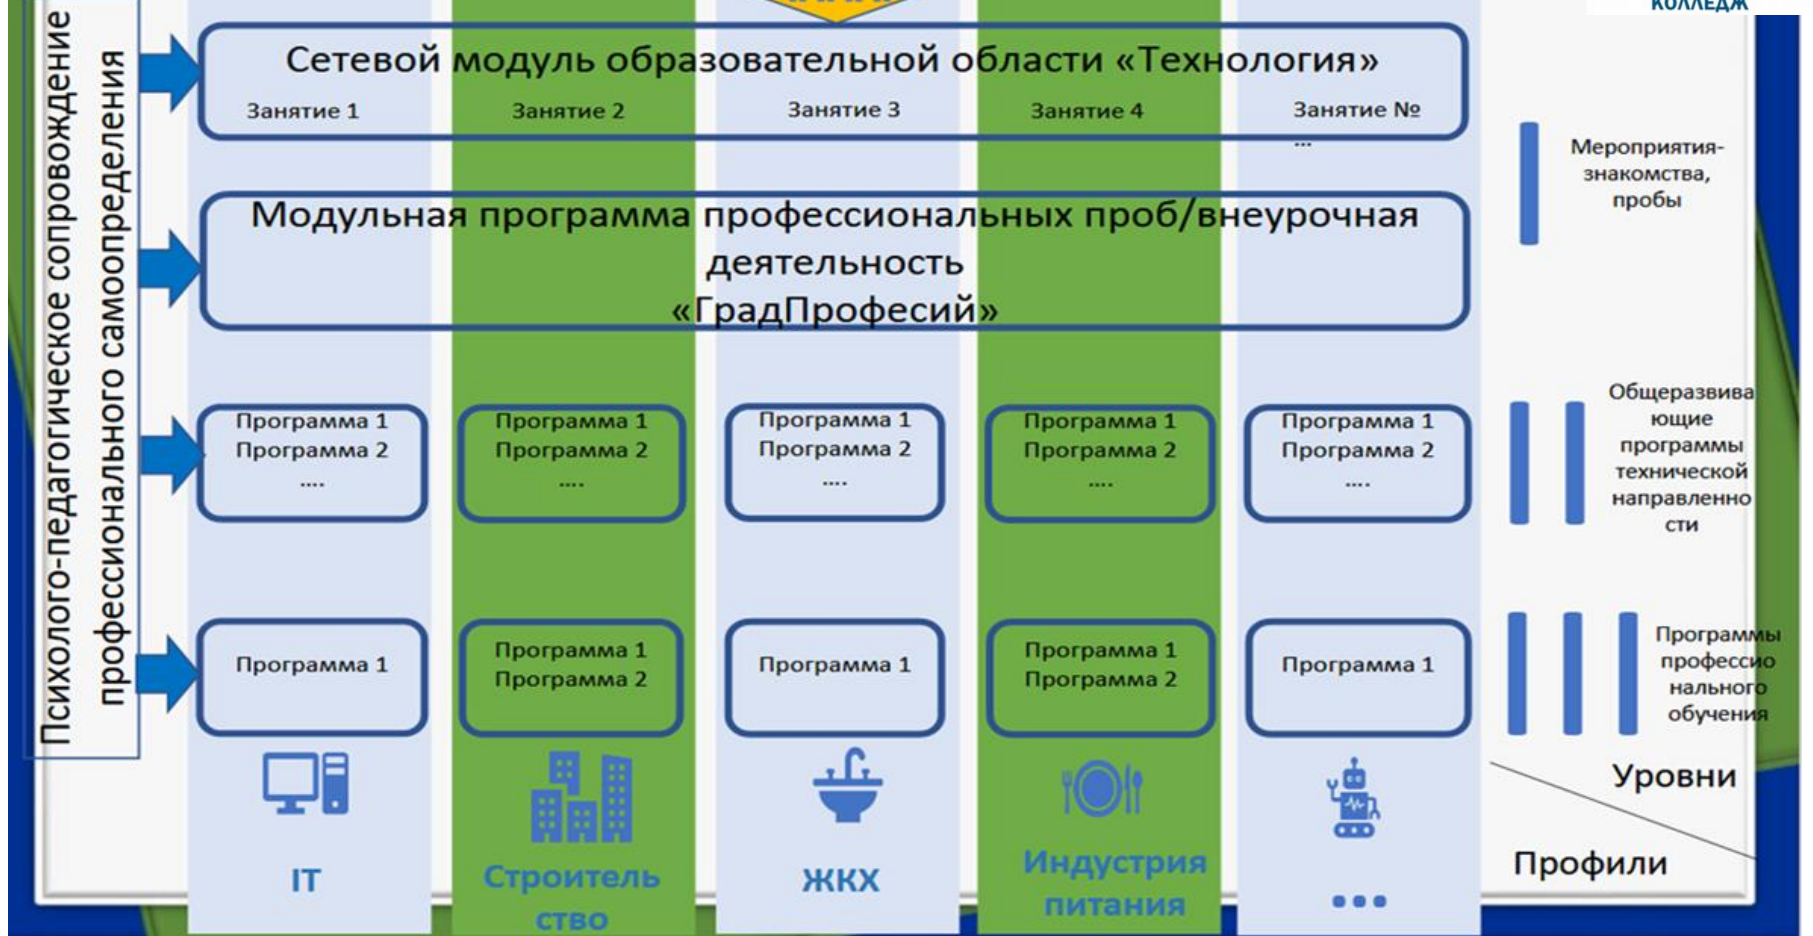 КОЛЛЕДЖ
Психолого-педагогическое сопровождение
профессионального самоопределения
Сетевой модуль образовательной области «Технология»
Занятие 1
Занятие 2
Занятие 3
Занятие 4
Занятие №
...
Мероприятия-
знакомства,
пробы
Модульная программа профессиональных проб/внеурочная
деятельность
«ГрадПрофесий»
Программа 1
Программа 2
....
Программа 1
Программа 2
....
Программа 1
Программа 2
....
Программа 1
Программа 2
....
Программа 1
Программа 2
....
Общеразвива
ющие
программы
технической
направленно
сти
Программа 1
Программа 1
Программа 2
Программа 1
Программа 1
Программа 2
Программа 1
Программы
профессио
нального
обучения
Уровни
Профили
IT
Строитель
ство
ЖКХ
Индустрия
питания
...